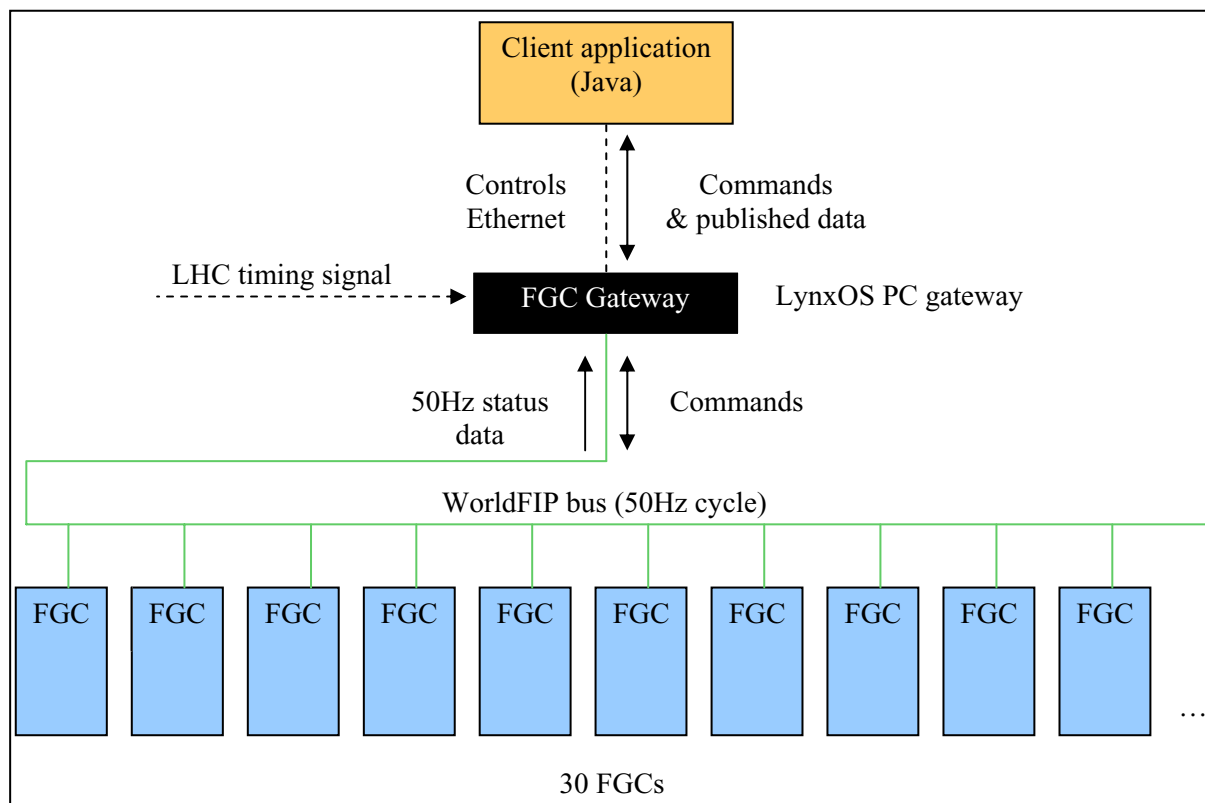 Client application
(Java)
Controls
Ethernet
Commands
& published data
LHC timing signal
FGC Gateway
LynxOS PC gateway
50Hz status
data
Commands
WorldFIP bus (50Hz cycle)
FGC
FGC
FGC
FGC
FGC
FGC
FGC
FGC
FGC
FGC
…
30 FGCs